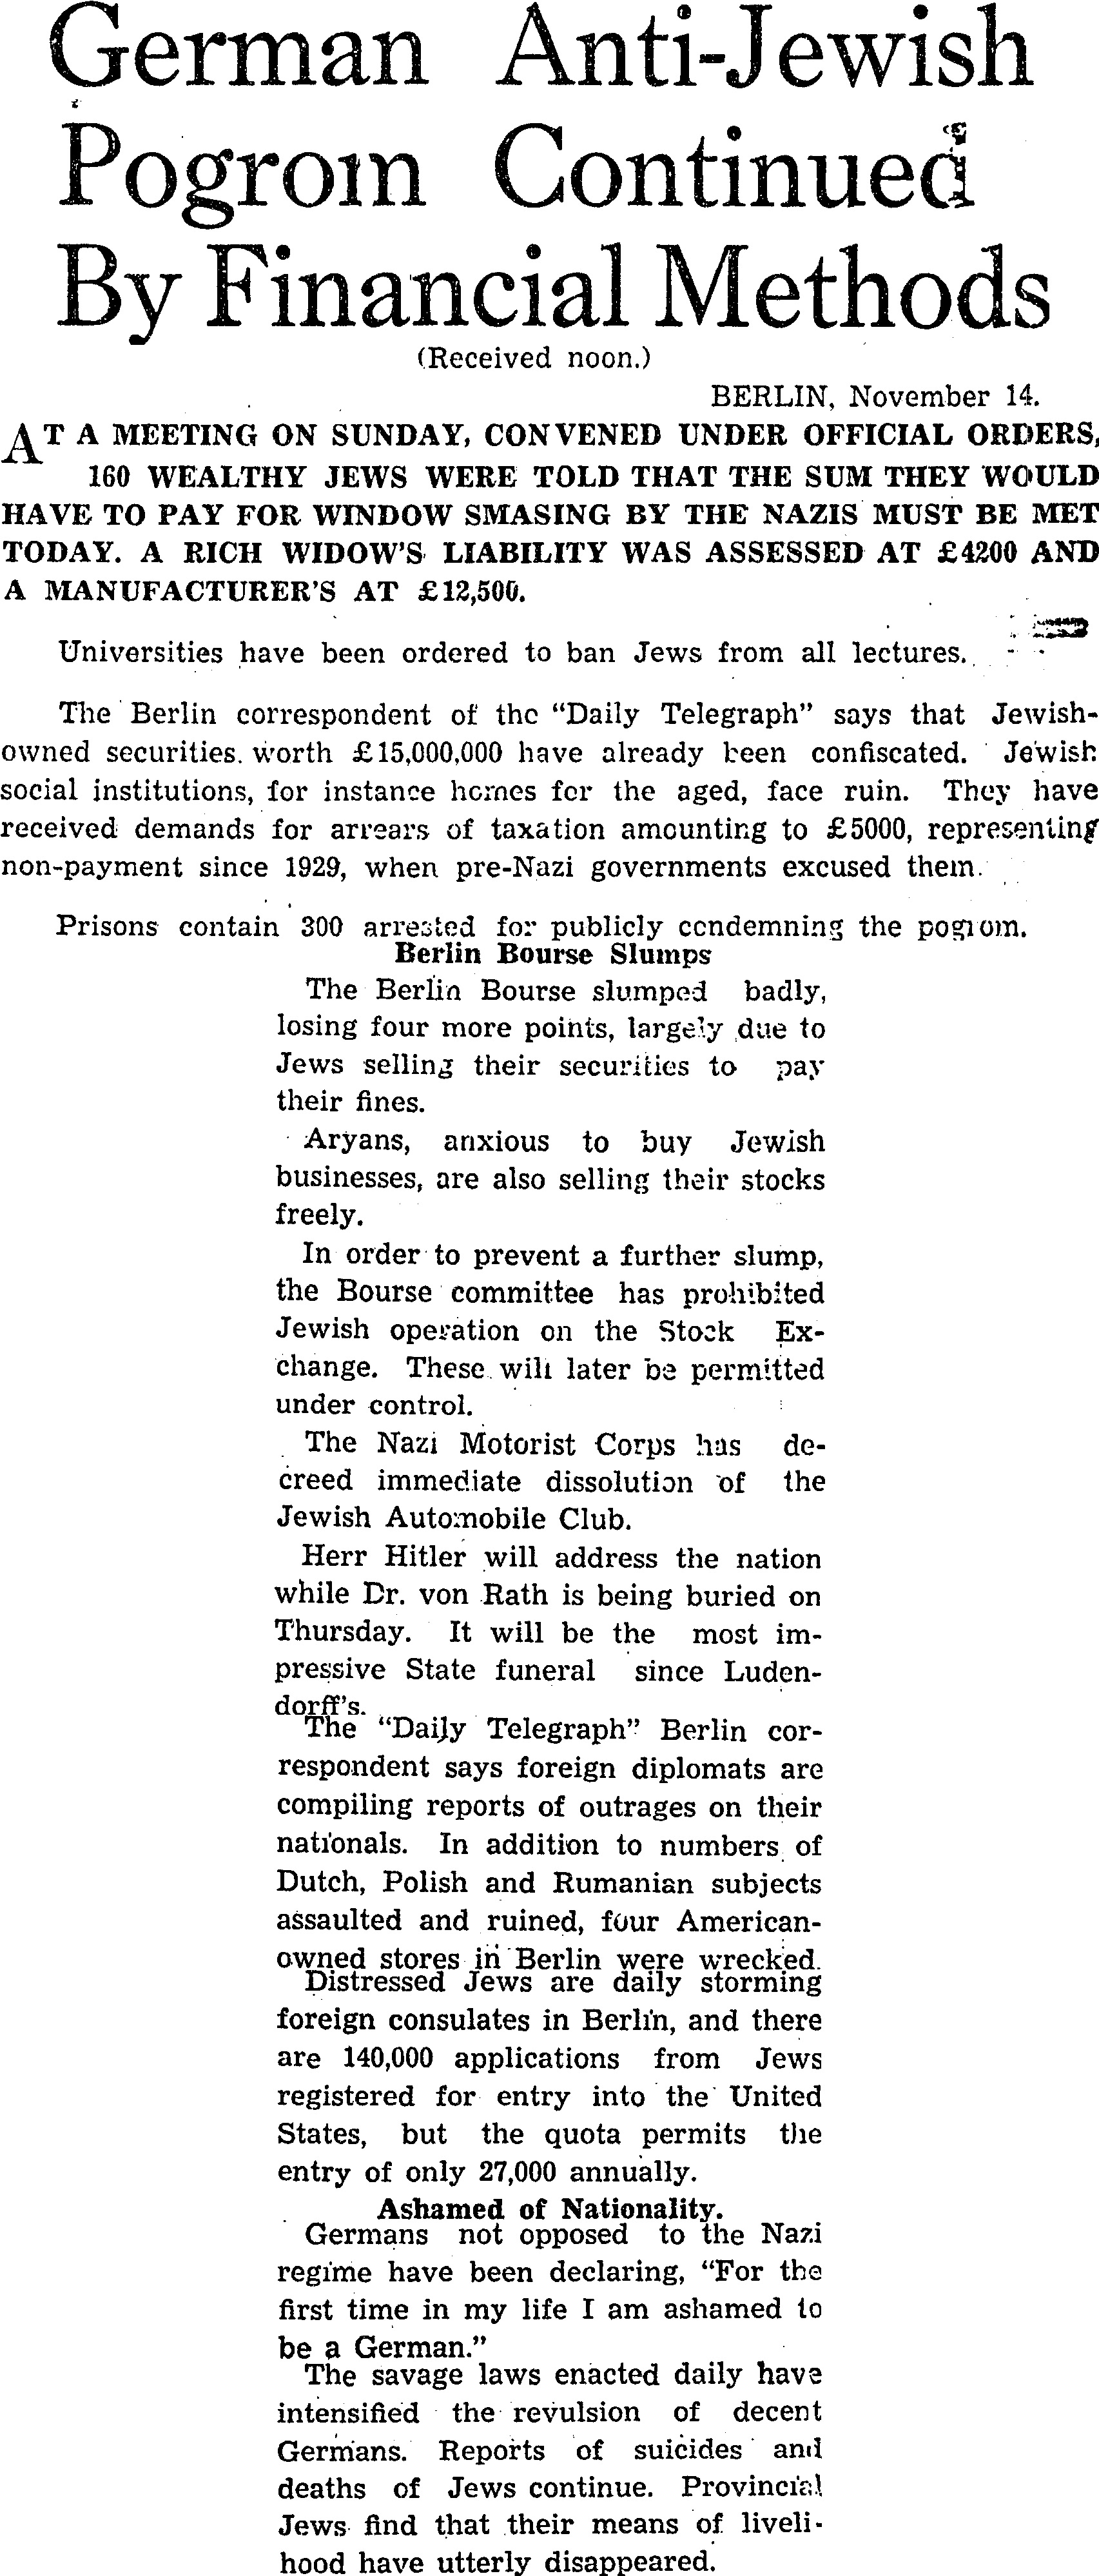 German Anti-Jewish
Pogrom Continued
By Financial Methods
(Received noon.)
BERLIN, November 14.
AT A MEETING ON SUNDAY, CONVENED UNDER OFFICIAL ORDERS,
160 WEALTHY JEWS WERE TOLD THAT THE SUM THEY WOULD
HAVE TO PAY FOR WINDOW SMASING BY THE NAZIS MUST BE MET
TODAY. A RICH WIDOW'S LIABILITY WAS ASSESSED AT £4200 AND
A MANUFACTURER'S AT £12,500.
Universities have been ordered to ban Jews from all lectures.
The Berlin correspondent of the “Daily Telegraph” says that Jewish-
owned securities worth £15,000,000 have already been confiscated. Jewish
social institutions, for instance homes for the aged, face ruin. They have
received demands for arrears of taxation amounting to £5000, representing
non-payment since 1929, when pre-Nazi governments excused them.
Prisons contain 300 arrested for publicly condemning the pogrom.
Berlin Bourse Slumps
The Berlin Bourse slumped badly,
losing four more points, largely due to
Jews selling their securities to pay
their fines.
Aryans, anxious to buy Jewish
businesses, are also selling their stocks
freely.
In order to prevent a further slump,
the Bourse committee has prohibited
Jewish operation on the Stock Ex-
change. These will later be permitted
under control.
The Nazi Motorist Corps has de-
creed immediate dissolution of the
Jewish Automobile Club.
Herr Hitler will address the nation
while Dr. von Rath is being buried on
Thursday. It will be the most im-
pressive State funeral since Luden-
dorff's.
The “Daily Telegraph” Berlin cor-
respondent says foreign diplomats are
compiling reports of outrages on their
nationals. In addition to numbers of
Dutch, Polish and Rumanian subjects
assaulted and ruined, four American-
owned stores in Berlin were wrecked.
Distressed Jews are daily storming
foreign consulates in Berlin, and there
are 140,000 applications from Jews
registered for entry into the United
States, but the quota permits the
entry of only 27,000 annually.
Ashamed of Nationality.
Germans not opposed to the Nazi
regime have been declaring, “For the
first time in my life I am ashamed to
be a German.”
The savage laws enacted daily have
intensified the revulsion of decent
Germans. Reports of suicides and
deaths of Jews continue. Provincial
Jews find that their means of liveli-
hood have utterly disappeared.